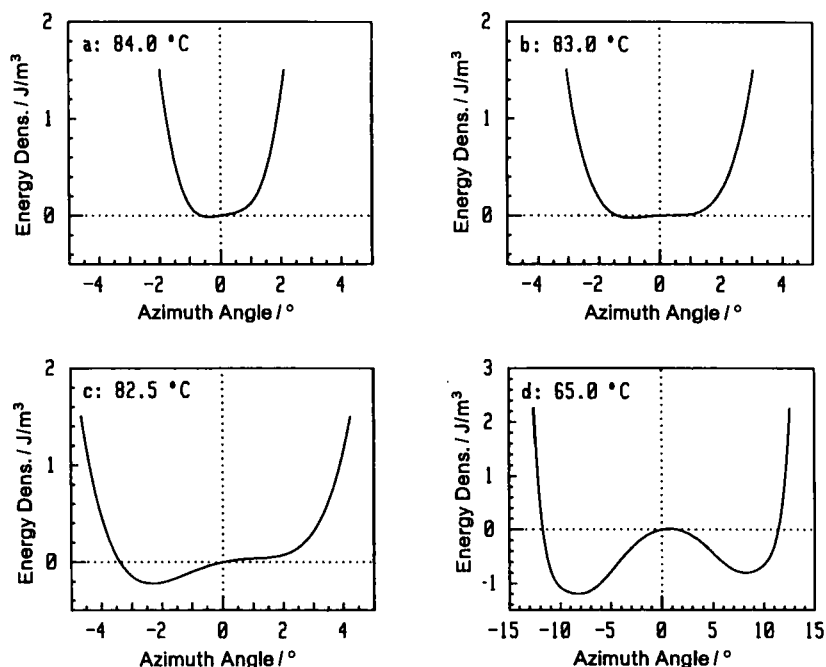 a: 84.0 °C
2
1
0
Energy Dens. / J/m³
-4 -2 0 2 4
Azimuth Angle / °
b: 83.0 °C
2
1
0
Energy Dens. / J/m³
-4 -2 0 2 4
Azimuth Angle / °
c: 82.5 °C
2
1
0
Energy Dens. / J/m³
-4 -2 0 2 4
Azimuth Angle / °
d: 65.0 °C
3
2
1
0
-1
Energy Dens. / J/m³
-15 -10 -5 0 5 10 15
Azimuth Angle / °